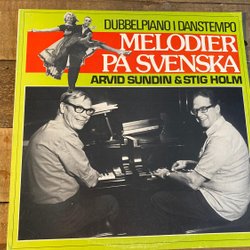 DUBBELPIANO I DANSTEMPO
MELODIER
PÅ SVENSKA
ARVID SUNDIN & STIG HOLM